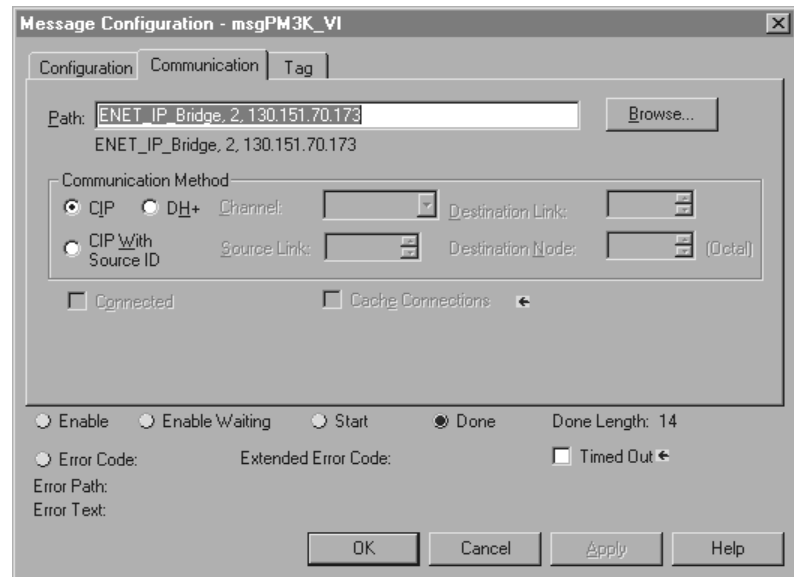 Message Configuration - msgPM3K_VI
Configuration Communication Tag
Path: ENET_IP_Bridge, 2, 130.151.70.173 Browse...
ENET_IP_Bridge, 2, 130.151.70.173
Communication Method
CIP DH+ Channel: Destination Link:
CIP With Source ID Source Link: Destination Node: (Octal)
Connected Cache Connections ←
Enable Enable Waiting Start Done Done Length: 14
Error Code: Extended Error Code: Timed Out ←
Error Path:
Error Text:
OK Cancel Apply Help